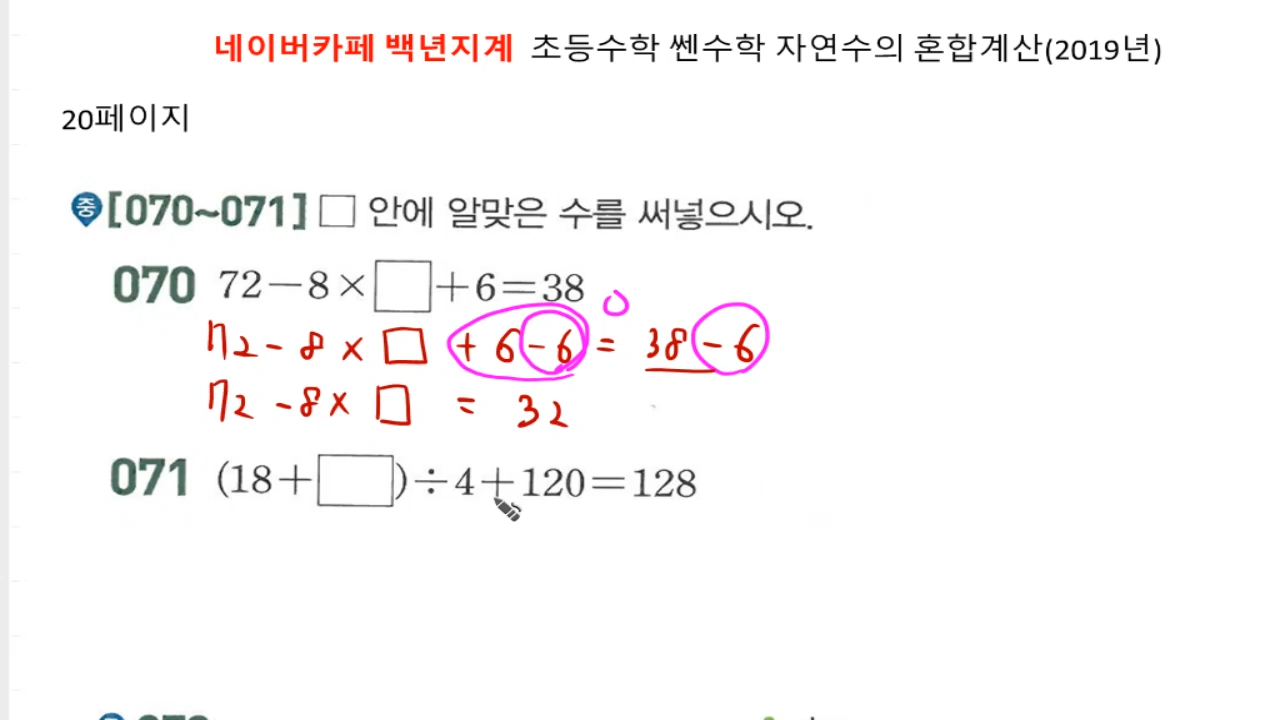 네이버카페 백년지계 초등수학 쎈수학 자연수의 혼합계산(2019년)
20페이지
중 [070~071] □ 안에 알맞은 수를 써넣으시오.
070 72-8×□+6=38
0
72-8×□+6-6=38-6
72-8×□=32
071 (18+□)÷4+120=128